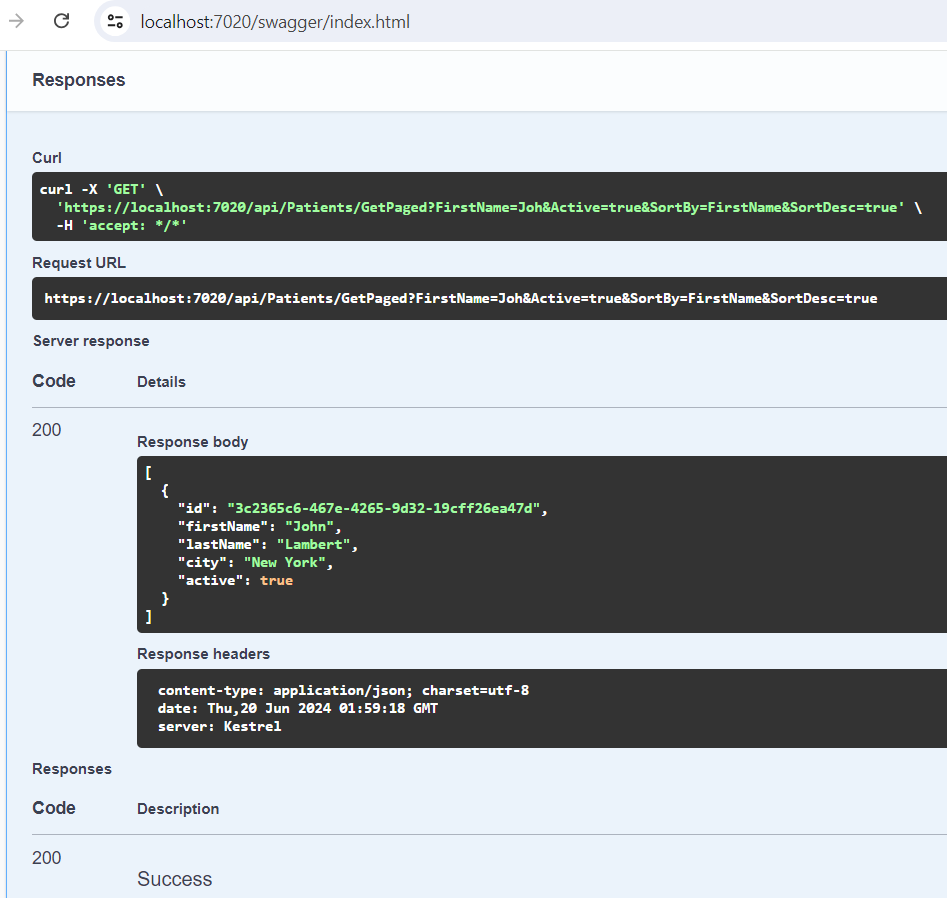 localhost:7020/swagger/index.html
Responses
Curl
curl -X 'GET' \
  'https://localhost:7020/api/Patients/GetPaged?FirstName=Joh&Active=true&SortBy=FirstName&SortDesc=true' \
  -H 'accept: */*'
Request URL
https://localhost:7020/api/Patients/GetPaged?FirstName=Joh&Active=true&SortBy=FirstName&SortDesc=true
Server response
Code Details
200
Response body
[
  {
    "id": "3c2365c6-467e-4265-9d32-19cff26ea47d",
    "firstName": "John",
    "lastName": "Lambert",
    "city": "New York",
    "active": true
  }
]
Response headers
content-type: application/json; charset=utf-8
date: Thu,20 Jun 2024 01:59:18 GMT
server: Kestrel
Responses
Code Description
200
Success